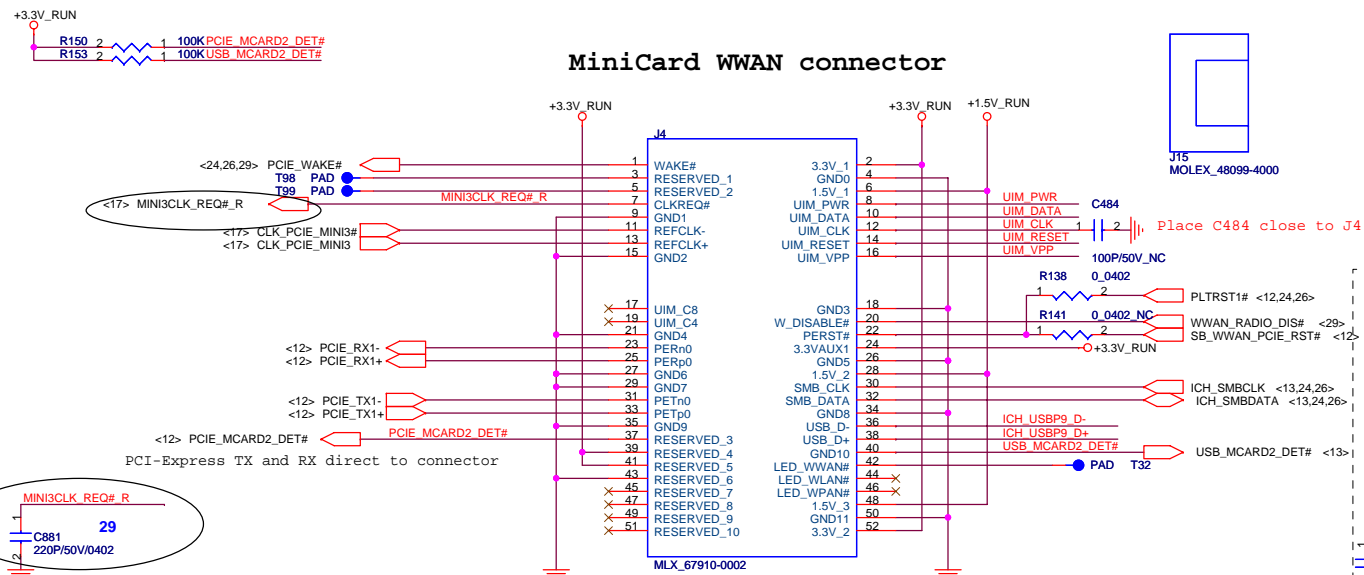 +3.3V_RUN
R150 2 1 100K PCIE_MCARD2_DET#
R153 2 1 100K USB_MCARD2_DET#
MiniCard WWAN connector
+3.3V_RUN
+3.3V_RUN
+1.5V_RUN
J4
J15
MOLEX_48099-4000
<24,26,29> PCIE_WAKE# 1 WAKE# 3.3V_1 2
T98 PAD 3 RESERVED_1 GND0 4
T99 PAD 5 RESERVED_2 1.5V_1 6
<17> MINI3CLK_REQ#_R MINI3CLK_REQ#_R 7 CLKREQ# UIM_PWR 8 UIM_PWR
9 GND1 UIM_DATA 10 UIM_DATA C484
<17> CLK_PCIE_MINI3# 11 REFCLK- UIM_CLK 12 UIM_CLK 1 2 Place C484 close to J4
<17> CLK_PCIE_MINI3 13 REFCLK+ UIM_RESET 14 UIM_RESET
15 GND2 UIM_VPP 16 UIM_VPP 100P/50V_NC
R138 0_0402
1 2 PLTRST1# <12,24,26>
17 UIM_C8 GND3 18
19 UIM_C4 W_DISABLE# 20 R141 0_0402_NC WWAN_RADIO_DIS# <29>
21 GND4 PERST# 22 1 2 SB_WWAN_PCIE_RST# <12>
<12> PCIE_RX1- 23 PERn0 3.3VAUX1 24 +3.3V_RUN
<12> PCIE_RX1+ 25 PERp0 GND5 26
27 GND6 1.5V_2 28
29 GND7 SMB_CLK 30 ICH_SMBCLK <13,24,26>
<12> PCIE_TX1- 31 PETn0 SMB_DATA 32 ICH_SMBDATA <13,24,26>
<12> PCIE_TX1+ 33 PETp0 GND8 34
35 GND9 USB_D- 36 ICH_USBP9_D-
<12> PCIE_MCARD2_DET# PCIE_MCARD2_DET# 37 RESERVED_3 USB_D+ 38 ICH_USBP9_D+
39 RESERVED_4 GND10 40 USB_MCARD2_DET# USB_MCARD2_DET# <13>
PCI-Express TX and RX direct to connector
41 RESERVED_5 LED_WWAN# 42 PAD T32
43 RESERVED_6 LED_WLAN# 44
45 RESERVED_7 LED_WPAN# 46
47 RESERVED_8 1.5V_3 48
49 RESERVED_9 GND11 50
51 RESERVED_10 3.3V_2 52
MLX_67910-0002
MINI3CLK_REQ#_R
1
29
C881
220P/50V/0402
2
1